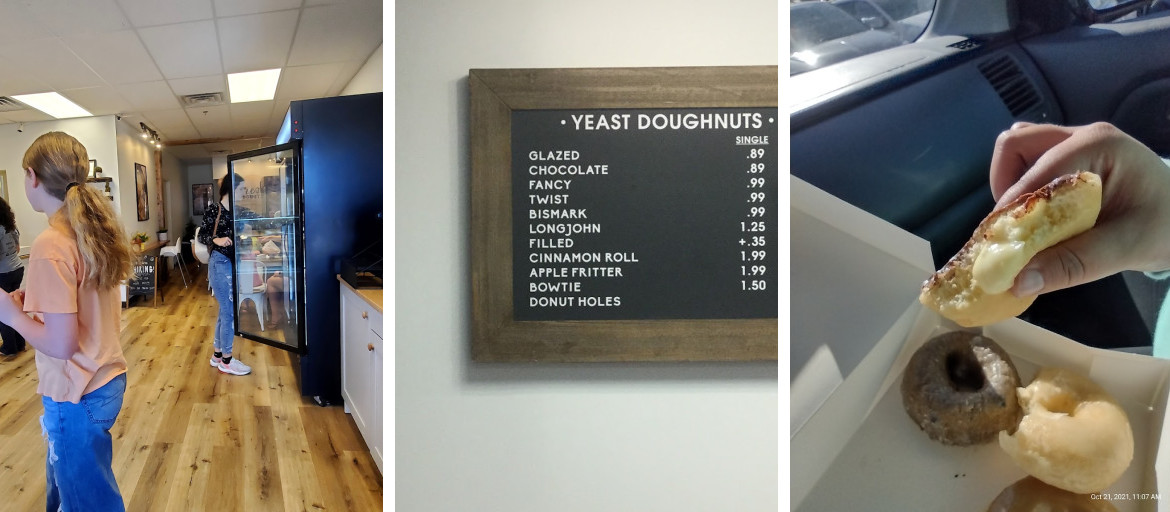 • YEAST DOUGHNUTS •
SINGLE
GLAZED .89
CHOCOLATE .89
FANCY .99
TWIST .99
BISMARK .99
LONGJOHN 1.25
FILLED +.35
CINNAMON ROLL 1.99
APPLE FRITTER 1.99
BOWTIE 1.50
DONUT HOLES
Oct 21, 2021, 11:07 AM